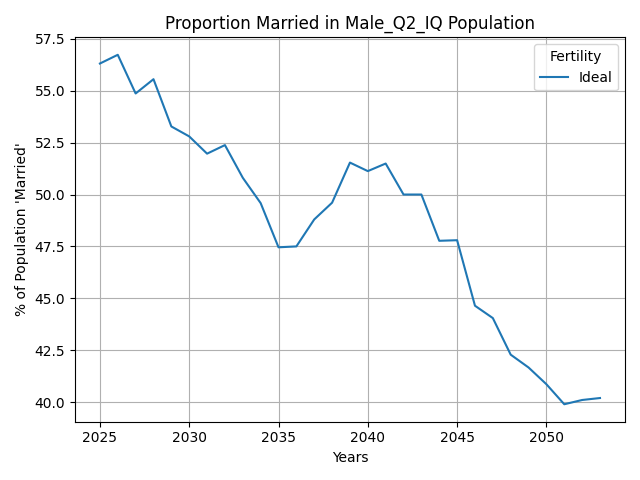 Proportion Married in Male_Q2_IQ Population
% of Population 'Married'
57.5
55.0
52.5
50.0
47.5
45.0
42.5
40.0
Fertility
Ideal
2025 2030 2035 2040 2045 2050
Years